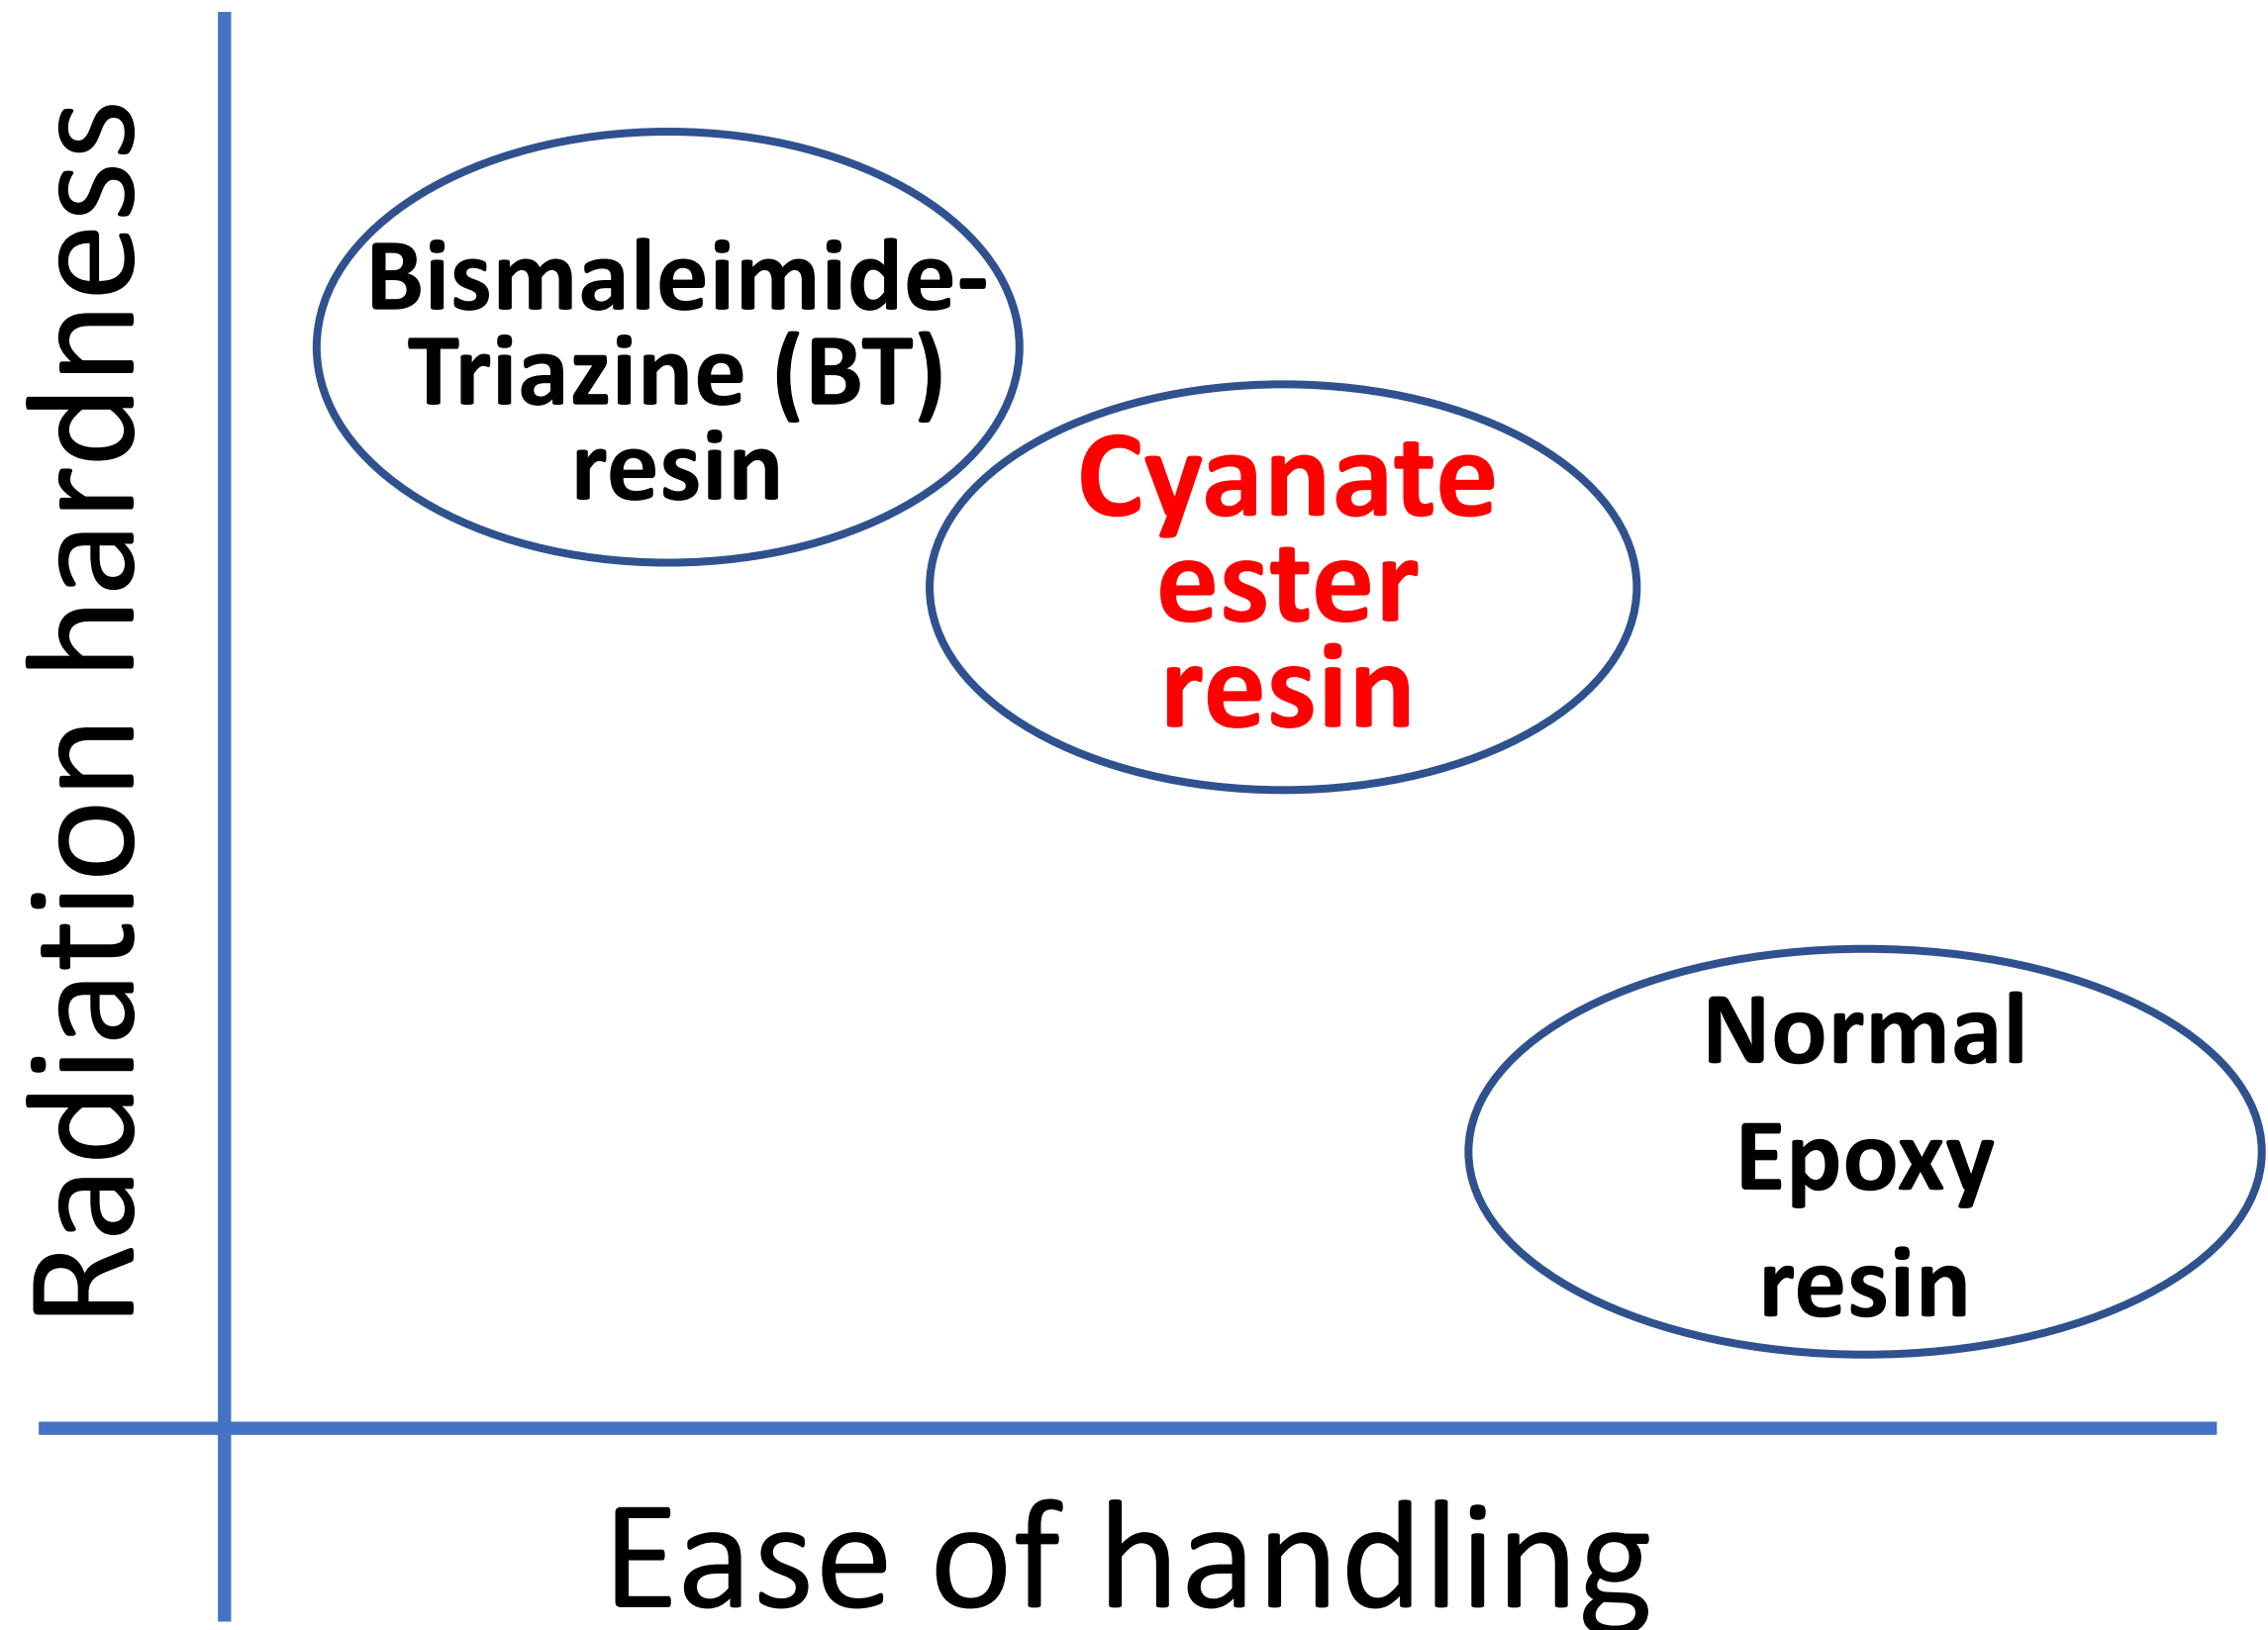 Radiation hardness
Bismaleimide-
Triazine (BT)
resin
Cyanate
ester
resin
Normal
Epoxy
resin
Ease of handling